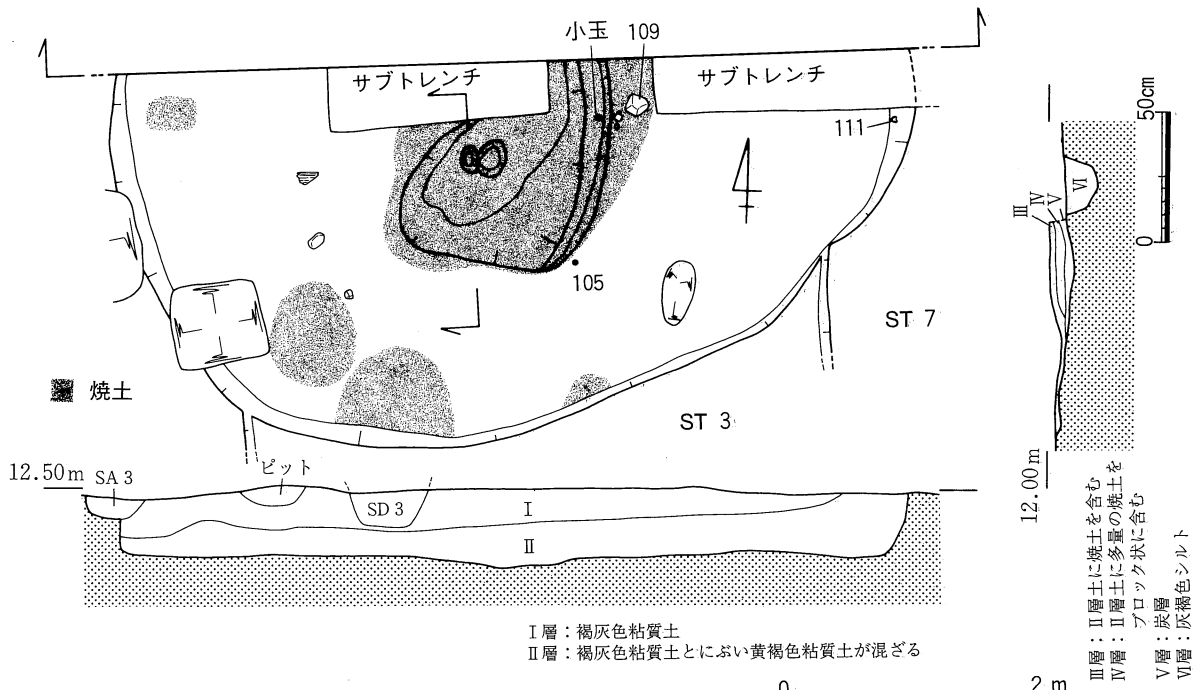 小玉 109
サブトレンチ
サブトレンチ
111
105
ST 7
焼土
ST 3
12.50m
SA 3
ピット
SD 3
Ⅰ
Ⅱ
Ⅰ層：褐灰色粘質土
Ⅱ層：褐灰色粘質土とにぶい黄褐色粘質土が混ざる
0
2 m
50cm
0
Ⅲ
Ⅳ
Ⅴ
Ⅵ
12.00m
Ⅲ層：Ⅱ層土に焼土を含む
Ⅳ層：Ⅱ層土に多量の焼土を
ブロック状に含む
Ⅴ層：炭層
Ⅵ層：灰褐色シルト